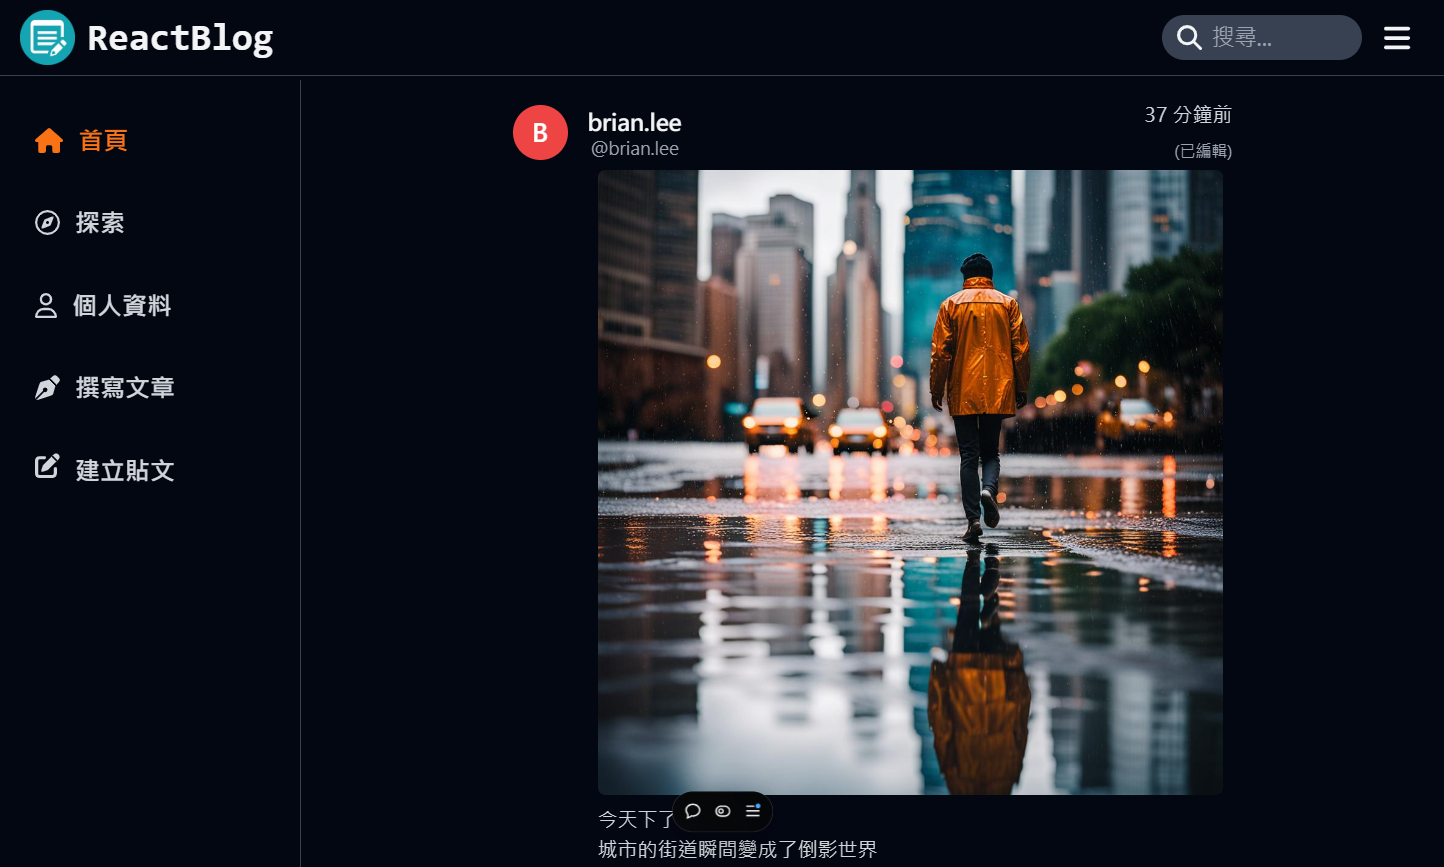 ReactBlog
搜尋...
首頁
探索
個人資料
撰寫文章
建立貼文
B
brian.lee
@brian.lee
37 分鐘前
(已編輯)
今天下了
城市的街道瞬間變成了倒影世界